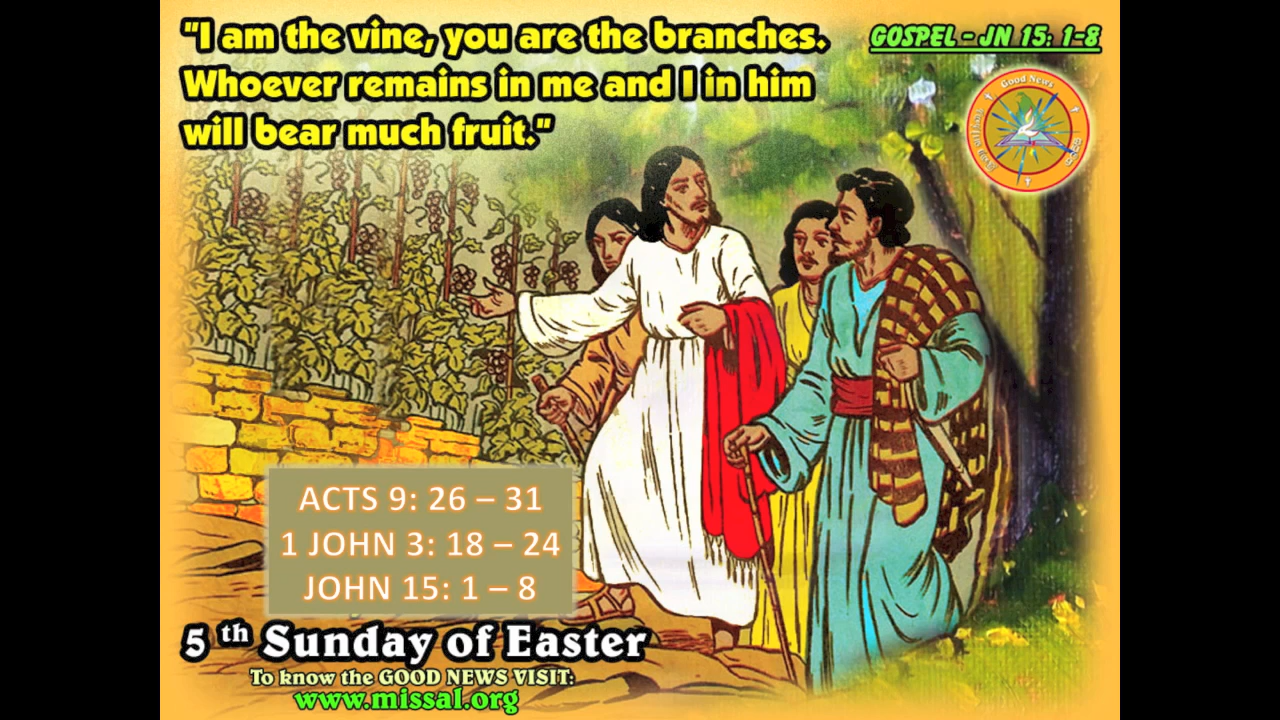 "I am the vine, you are the branches.
Whoever remains in me and I in him
will bear much fruit."
GOSPEL - JN 15: 1-8
Good News
ACTS 9: 26 – 31
1 JOHN 3: 18 – 24
JOHN 15: 1 – 8
5 th Sunday of Easter
To know the GOOD NEWS VISIT:
www.missal.org